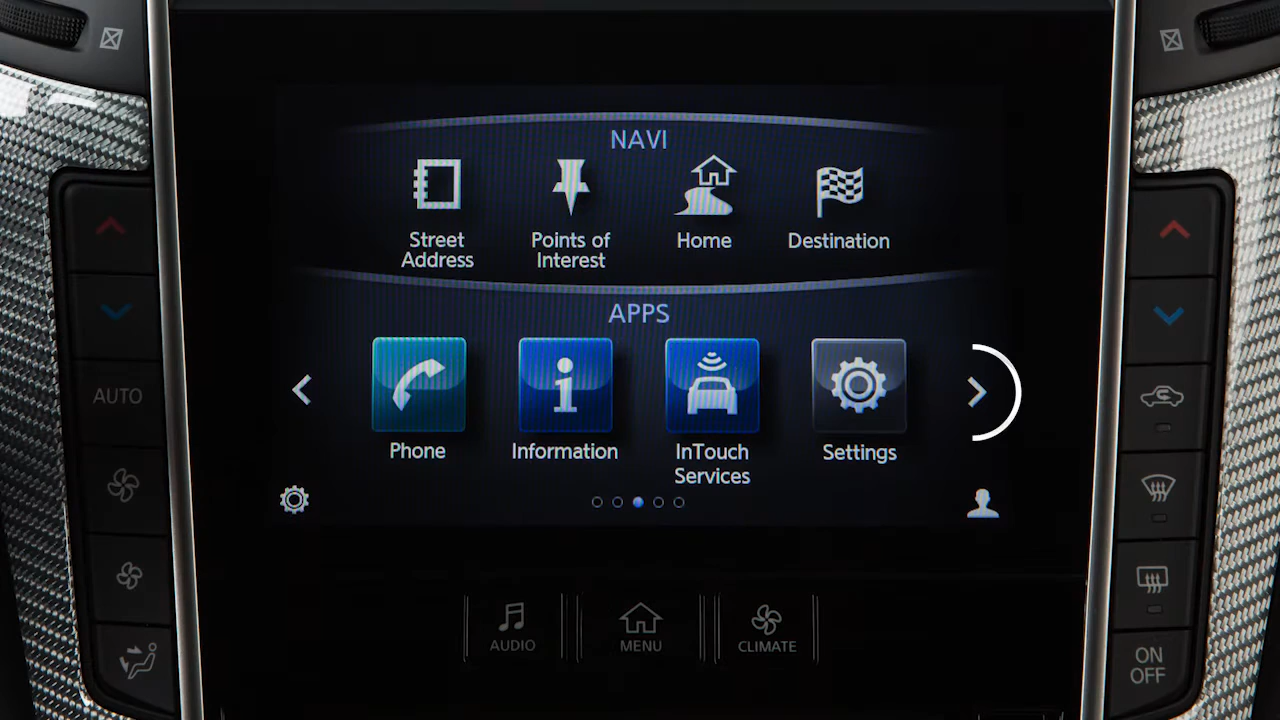 NAVI
Street
Address
Points of
Interest
Home
Destination
APPS
Phone
Information
InTouch
Services
Settings
AUTO
AUDIO
MENU
CLIMATE
ON
OFF